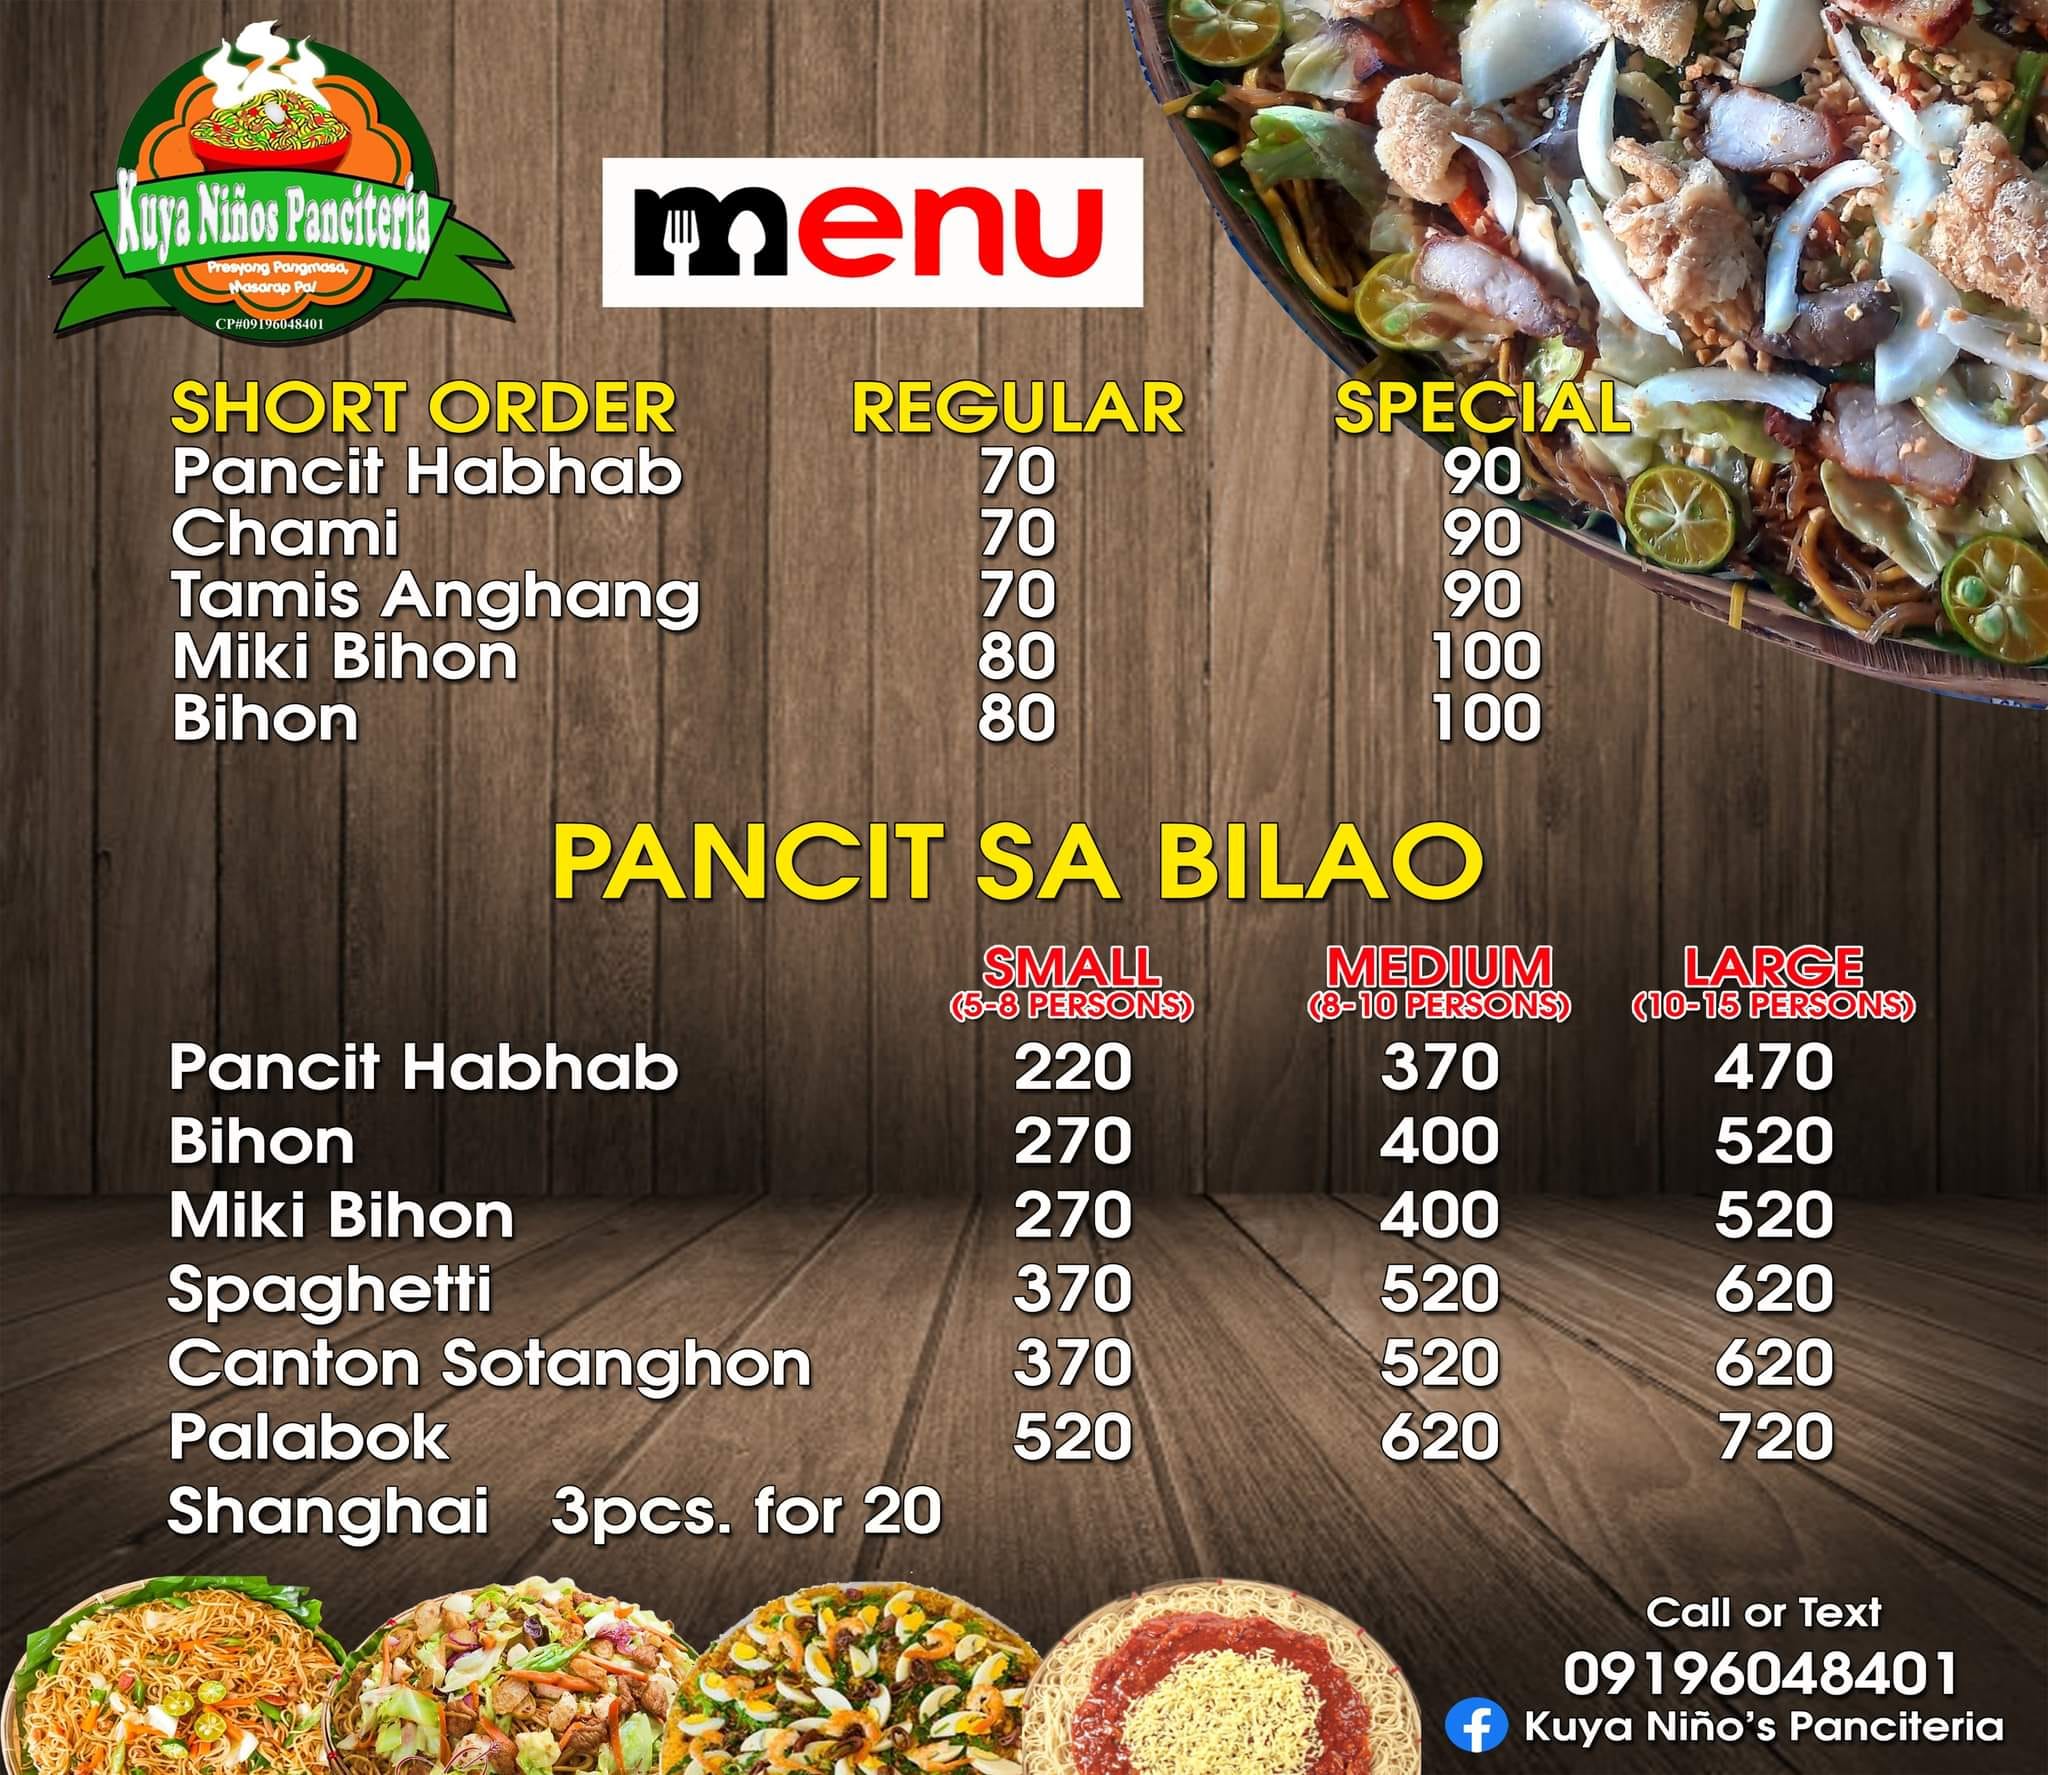 Kuya Niños Panciteria
Presyong Pangmasa,
Masarap Pa!
CP#09196048401
menu
SHORT ORDER REGULAR SPECIAL
Pancit Habhab 70 90
Chami 70 90
Tamis Anghang 70 90
Miki Bihon 80 100
Bihon 80 100
PANCIT SA BILAO
SMALL MEDIUM LARGE
(5-8 PERSONS) (8-10 PERSONS) (10-15 PERSONS)
Pancit Habhab 220 370 470
Bihon 270 400 520
Miki Bihon 270 400 520
Spaghetti 370 520 620
Canton Sotanghon 370 520 620
Palabok 520 620 720
Shanghai 3pcs. for 20
Call or Text
09196048401
Kuya Niño's Panciteria